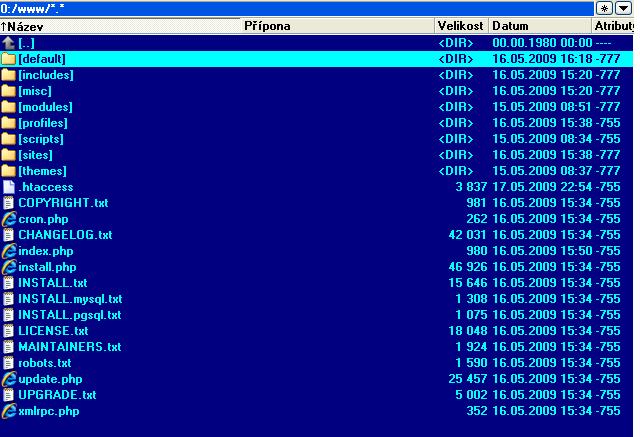 0:/www/*.*
↑Název Přípona Velikost Datum Atributy
[..] <DIR> 00.00.1980 00:00 ----
[default] <DIR> 16.05.2009 16:18 -777
[includes] <DIR> 16.05.2009 15:20 -777
[misc] <DIR> 16.05.2009 15:20 -777
[modules] <DIR> 15.05.2009 08:51 -777
[profiles] <DIR> 16.05.2009 15:38 -755
[scripts] <DIR> 15.05.2009 08:34 -755
[sites] <DIR> 16.05.2009 15:38 -777
[themes] <DIR> 15.05.2009 08:37 -777
.htaccess 3 837 17.05.2009 22:54 -755
COPYRIGHT.txt 981 16.05.2009 15:34 -755
cron.php 262 16.05.2009 15:34 -755
CHANGELOG.txt 42 031 16.05.2009 15:34 -755
index.php 980 16.05.2009 15:50 -755
install.php 46 926 16.05.2009 15:34 -755
INSTALL.txt 15 646 16.05.2009 15:34 -755
INSTALL.mysql.txt 1 308 16.05.2009 15:34 -755
INSTALL.pgsql.txt 1 075 16.05.2009 15:34 -755
LICENSE.txt 18 048 16.05.2009 15:34 -755
MAINTAINERS.txt 1 924 16.05.2009 15:34 -755
robots.txt 1 590 16.05.2009 15:34 -755
update.php 25 457 16.05.2009 15:34 -755
UPGRADE.txt 5 002 16.05.2009 15:34 -755
xmlrpc.php 352 16.05.2009 15:34 -755